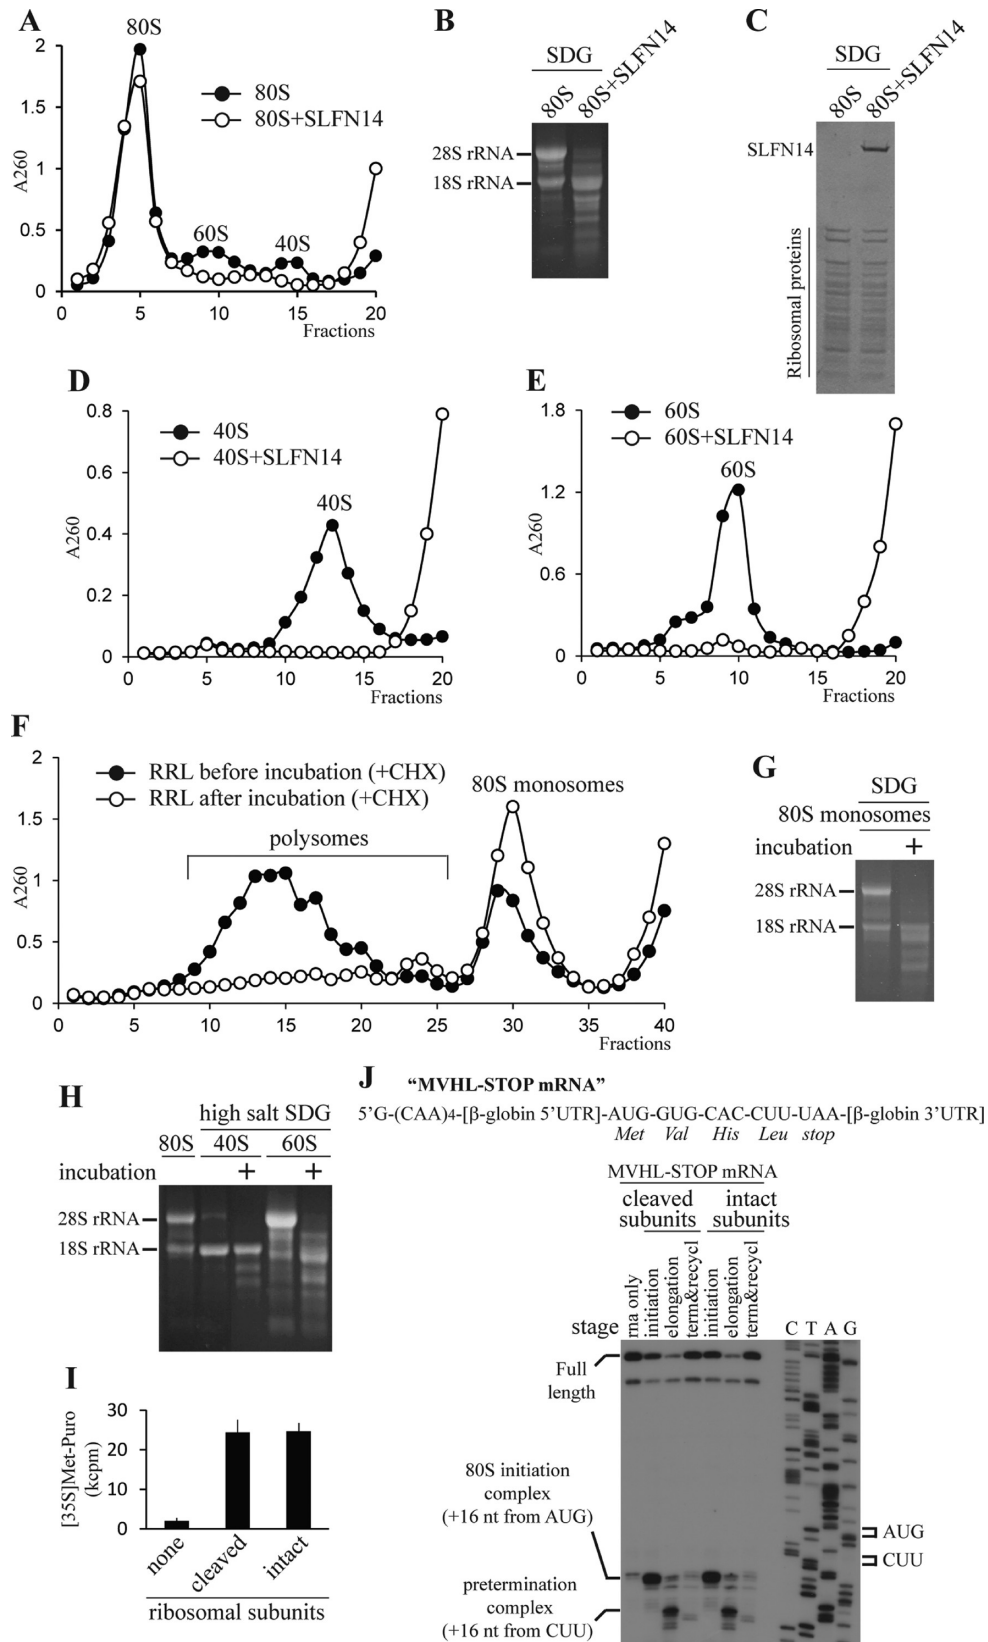 A
80S
2
1.5
1
0.5
0
A260
80S
80S+SLFN14
60S
40S
0 5 10 15 20
Fractions
B
SDG
80S
80S+SLFN14
28S rRNA
18S rRNA
C
SDG
80S
80S+SLFN14
SLFN14
Ribosomal proteins
D
0.8
0.6
0.4
0.2
0
A260
40S
40S+SLFN14
40S
0 5 10 15 20
Fractions
E
1.8
1.2
0.6
0
A260
60S
60S+SLFN14
60S
0 5 10 15 20
Fractions
F
2
1.5
1
0.5
0
A260
RRL before incubation (+CHX)
RRL after incubation (+CHX)
80S monosomes
polysomes
0 5 10 15 20 25 30 35 40
Fractions
G
SDG
80S monosomes
incubation +
28S rRNA
18S rRNA
H
high salt SDG
80S 40S 60S
incubation + +
28S rRNA
18S rRNA
I
[35S]Met-Puro
(kcpm)
30
20
10
0
none
cleaved
intact
ribosomal subunits
J
“MVHL-STOP mRNA”
5'G-(CAA)4-[β-globin 5'UTR]-AUG-GUG-CAC-CUU-UAA-[β-globin 3'UTR]
Met Val His Leu stop
MVHL-STOP mRNA
cleaved subunits
intact subunits
stage
rna only
initiation
elongation
term&recycl
initiation
elongation
term&recycl
C T A G
Full
length
80S initiation
complex
(+16 nt from AUG)
AUG
CUU
pretermination
complex
(+16 nt from CUU)